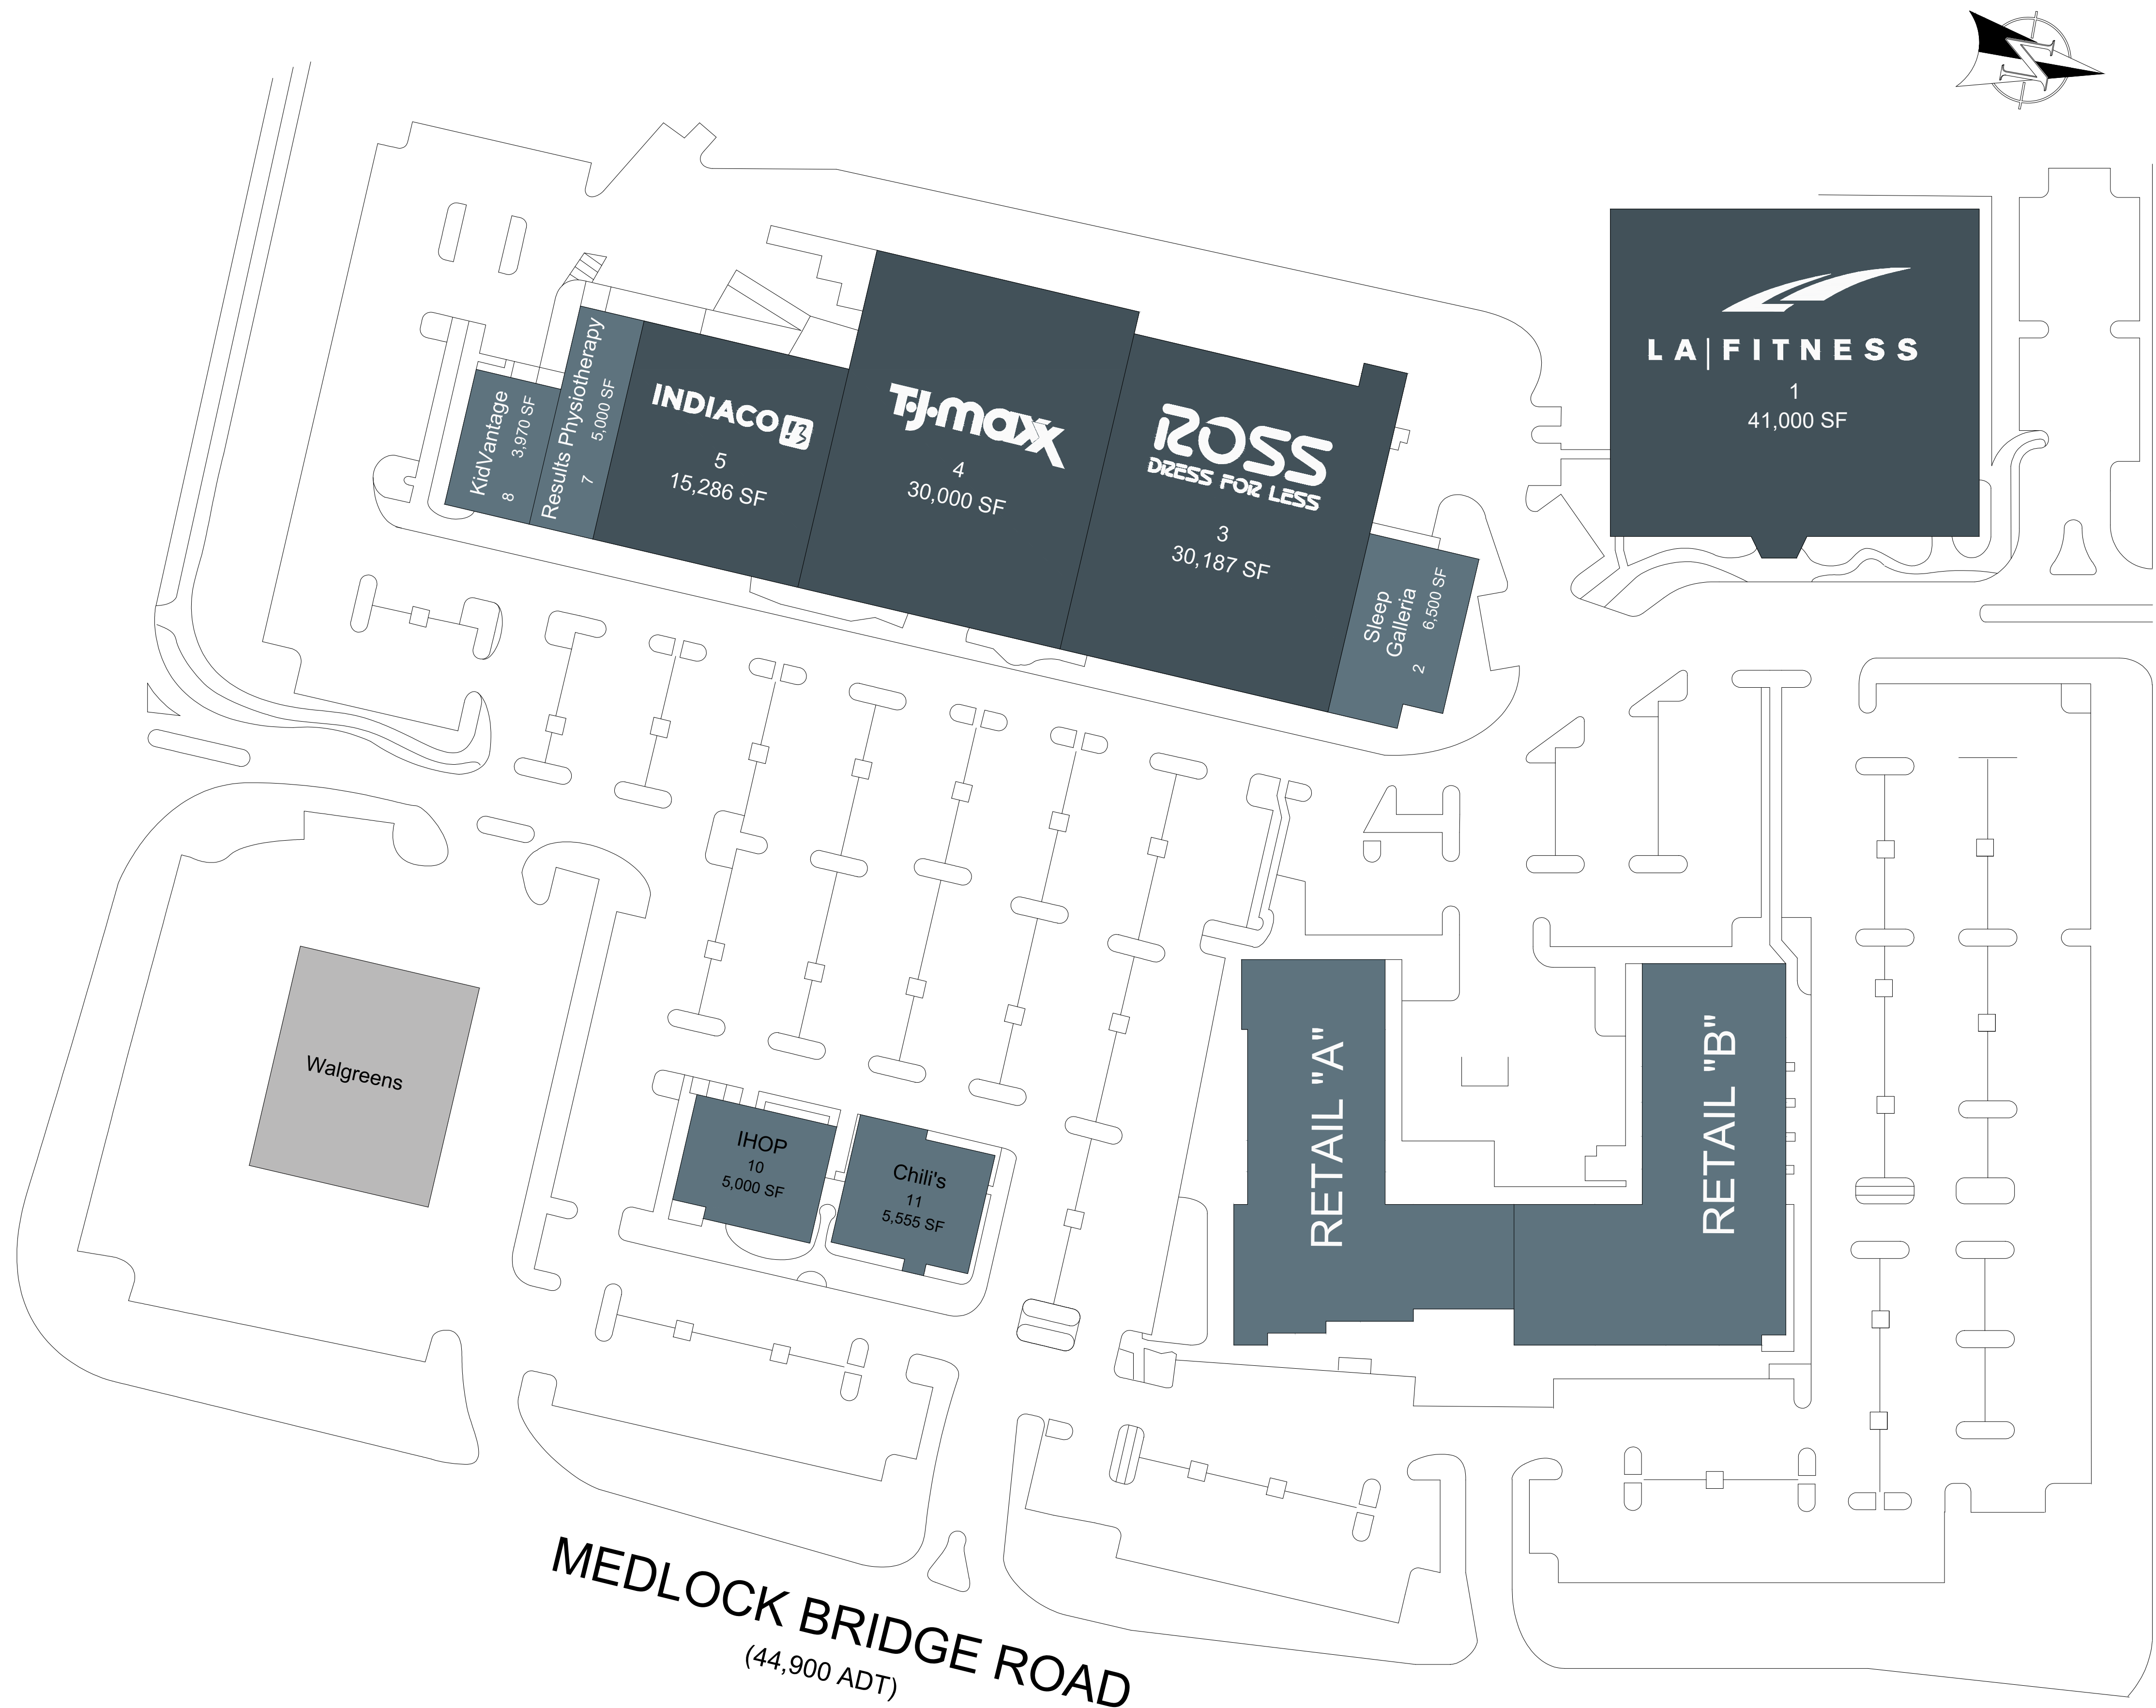 N
LA|FITNESS
1
41,000 SF
KidVantage
3,970 SF
8
Results Physiotherapy
5,000 SF
7
INDIACO
5
15,286 SF
T.J.maxx
4
30,000 SF
ROSS
DRESS FOR LESS
3
30,187 SF
Sleep
Galleria
6,500 SF
2
Walgreens
IHOP
10
5,000 SF
Chili's
11
5,555 SF
RETAIL "A"
RETAIL "B"
MEDLOCK BRIDGE ROAD
(44,900 ADT)